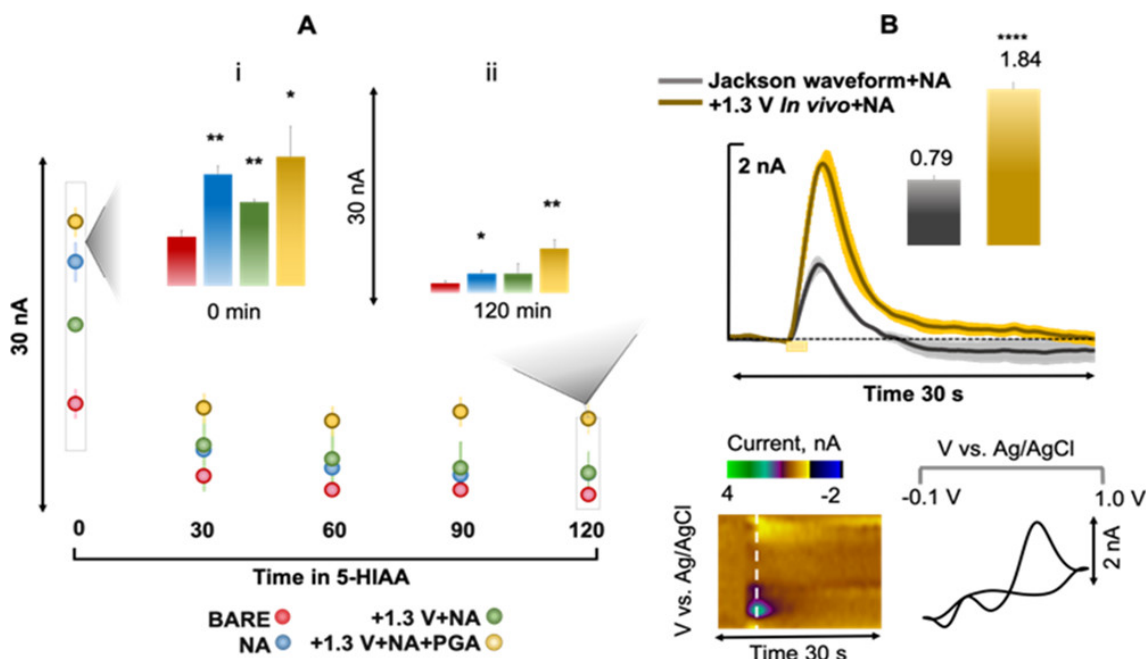 A
B
i
ii
**
**
*
0 min
30 nA
*
**
120 min
30 nA
0
30
60
90
120
Time in 5-HIAA
BARE
+1.3 V+NA
NA
+1.3 V+NA+PGA
Jackson waveform+NA
+1.3 V In vivo+NA
2 nA
0.79
****
1.84
Time 30 s
Current, nA
4
-2
V vs. Ag/AgCl
Time 30 s
V vs. Ag/AgCl
-0.1 V
1.0 V
2 nA